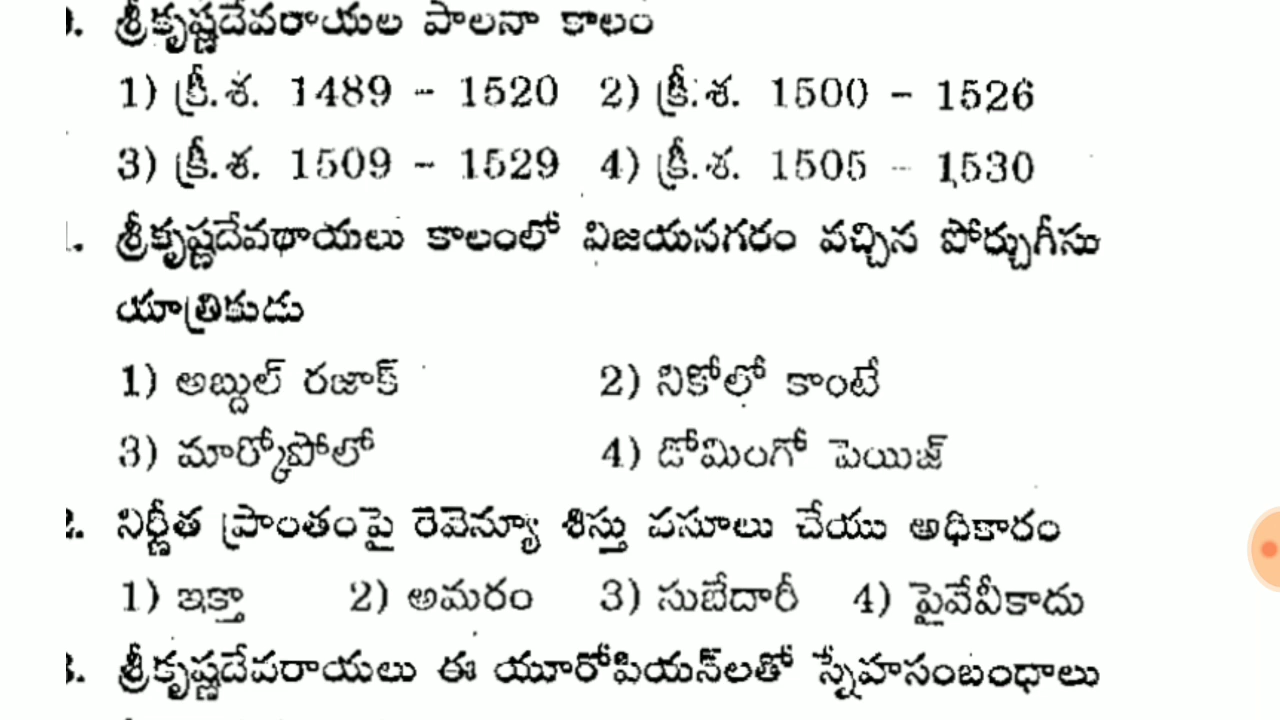 . శ్రీకృష్ణదేవరాయల పాలనా కాలం
1) క్రీ.శ. 1489 - 1520 2) క్రీ.శ. 1500 - 1526
3) క్రీ.శ. 1509 - 1529 4) క్రీ.శ. 1505 - 1530
. శ్రీకృష్ణదేవథాయలు కాలంలో విజయనగరం వచ్చిన పోర్చుగీసు
యాత్రికుడు
1) అబ్దుల్ రజాక్ 2) నికోలో కాంటే
3) మార్కోపోలో 4) డోమింగో పెయిజ్
. నిర్ణీత ప్రాంతంపై రెవెన్యూ శిస్తు వసూలు చేయు అధికారం
1) ఇక్తా 2) అమరం 3) సుబేదారీ 4) పైవేవీకాదు
. శ్రీకృష్ణదేవరాయలు ఈ యూరోపియన్‌లతో స్నేహసంబంధాలు